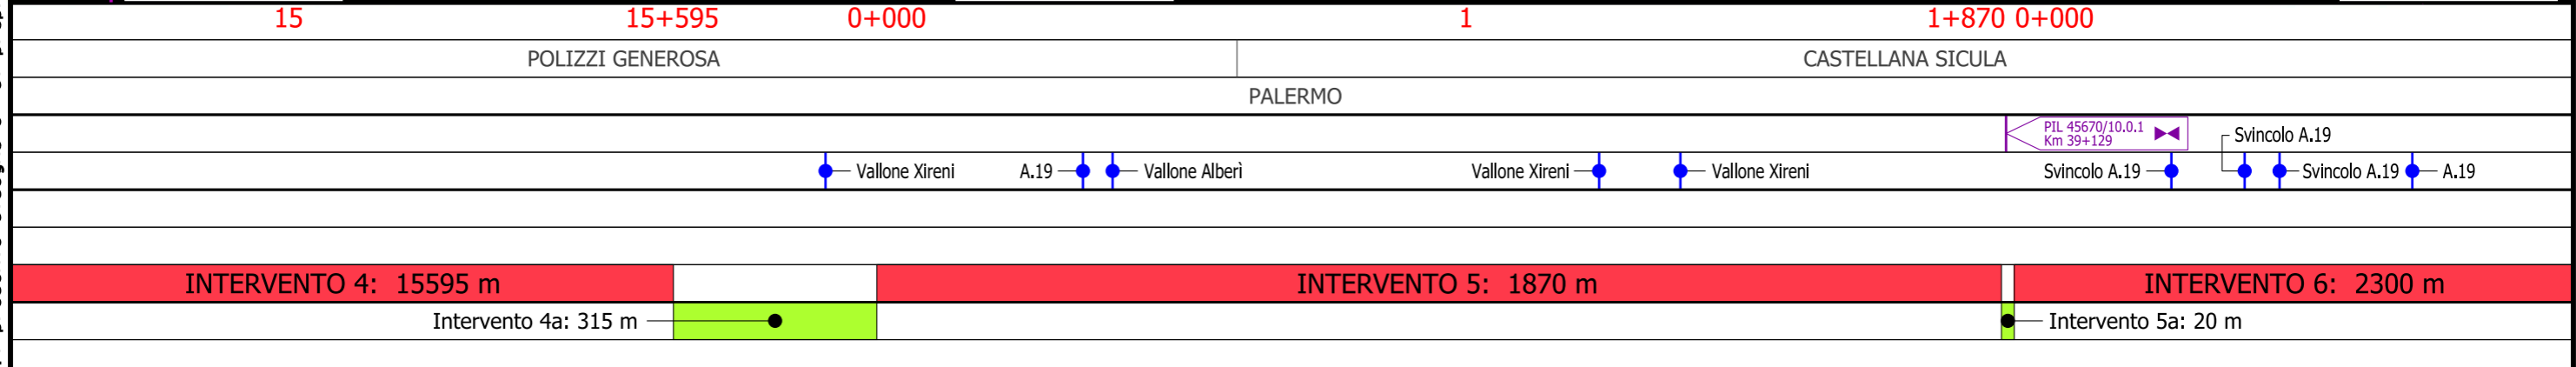 15 15+595 0+000 1 1+870 0+000
POLIZZI GENEROSA CASTELLANA SICULA
PALERMO
PIL 45670/10.0.1
Km 39+129
Svincolo A.19
Vallone Xireni A.19 Vallone Alberì Vallone Xireni Vallone Xireni Svincolo A.19 Svincolo A.19 A.19
INTERVENTO 4: 15595 m INTERVENTO 5: 1870 m INTERVENTO 6: 2300 m
Intervento 4a: 315 m Intervento 5a: 20 m